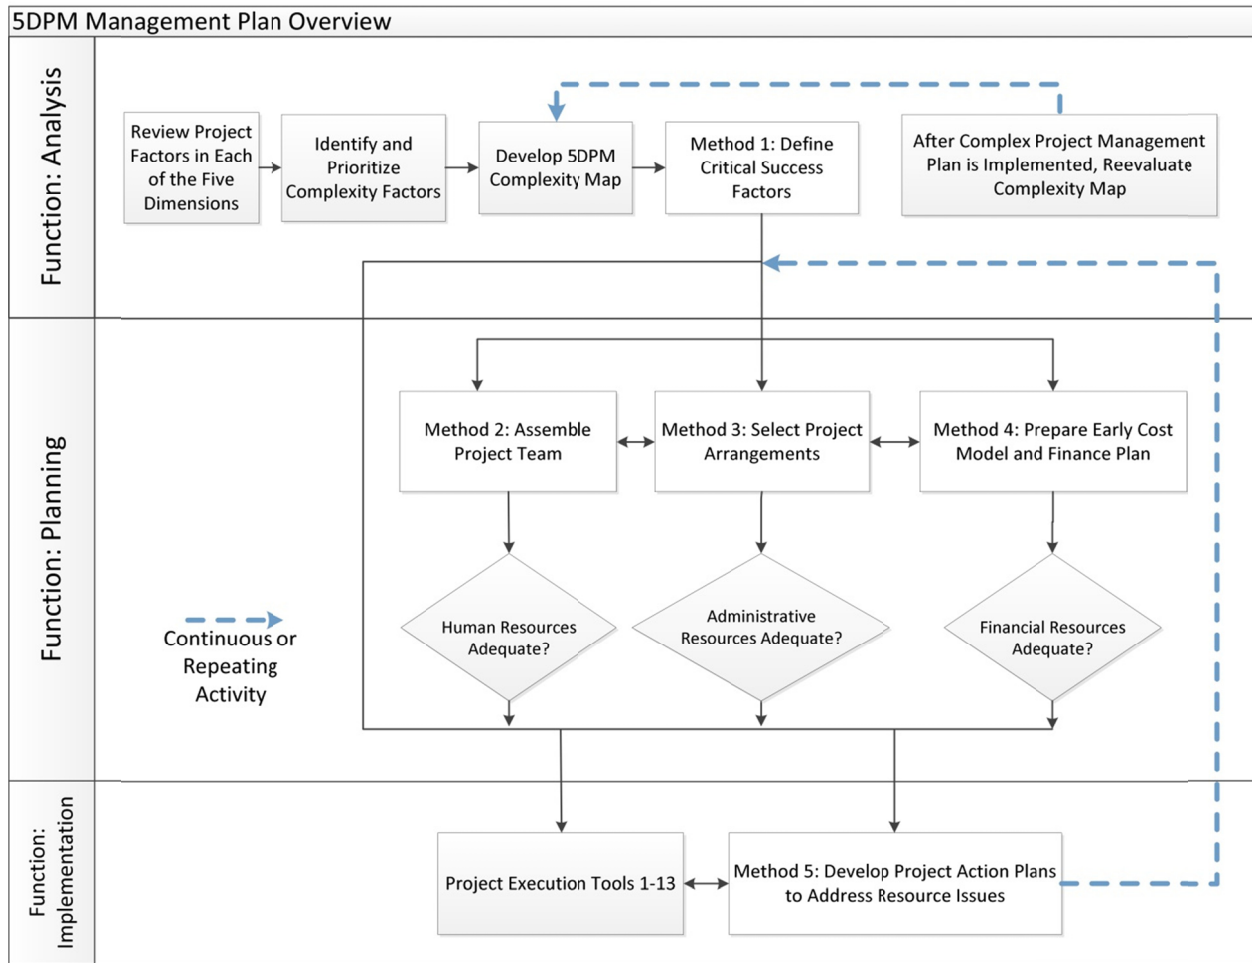 5DPM Management Plan Overview
Function: Analysis
Review Project
Factors in Each
of the Five
Dimensions
Identify and
Prioritize
Complexity Factors
Develop 5DPM
Complexity Map
Method 1: Define
Critical Success
Factors
After Complex Project Management
Plan is Implemented, Reevaluate
Complexity Map
Function: Planning
Method 2: Assemble
Project Team
Method 3: Select Project
Arrangements
Method 4: Prepare Early Cost
Model and Finance Plan
Human Resources
Adequate?
Administrative
Resources Adequate?
Financial Resources
Adequate?
Continuous or
Repeating
Activity
Function:
Implementation
Project Execution Tools 1-13
Method 5: Develop Project Action Plans
to Address Resource Issues